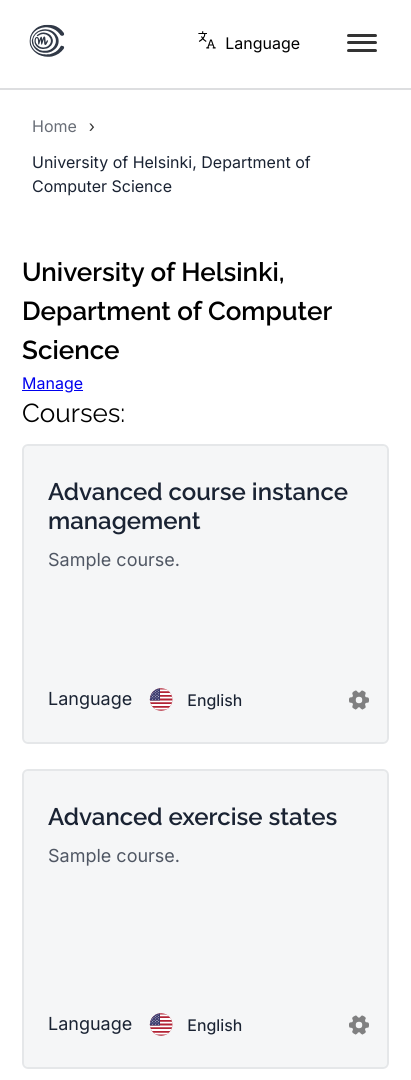 Language
Home ›
University of Helsinki, Department of
Computer Science
University of Helsinki,
Department of Computer
Science
Manage
Courses:
Advanced course instance
management
Sample course.
Language English
Advanced exercise states
Sample course.
Language English